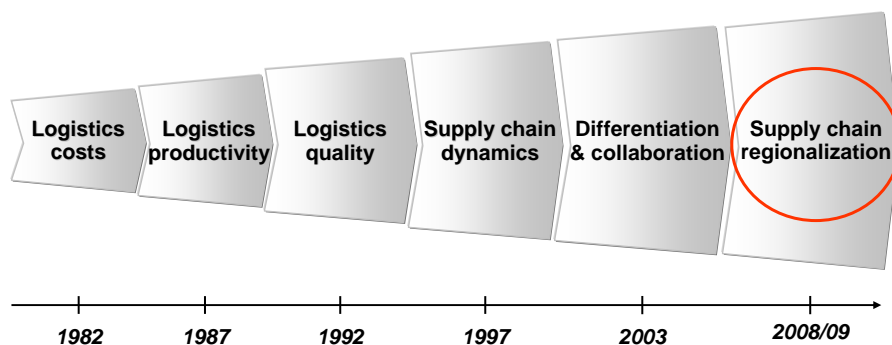 Logistics
costs
Logistics
productivity
Logistics
quality
Supply chain
dynamics
Differentiation
& collaboration
Supply chain
regionalization
1982
1987
1992
1997
2003
2008/09